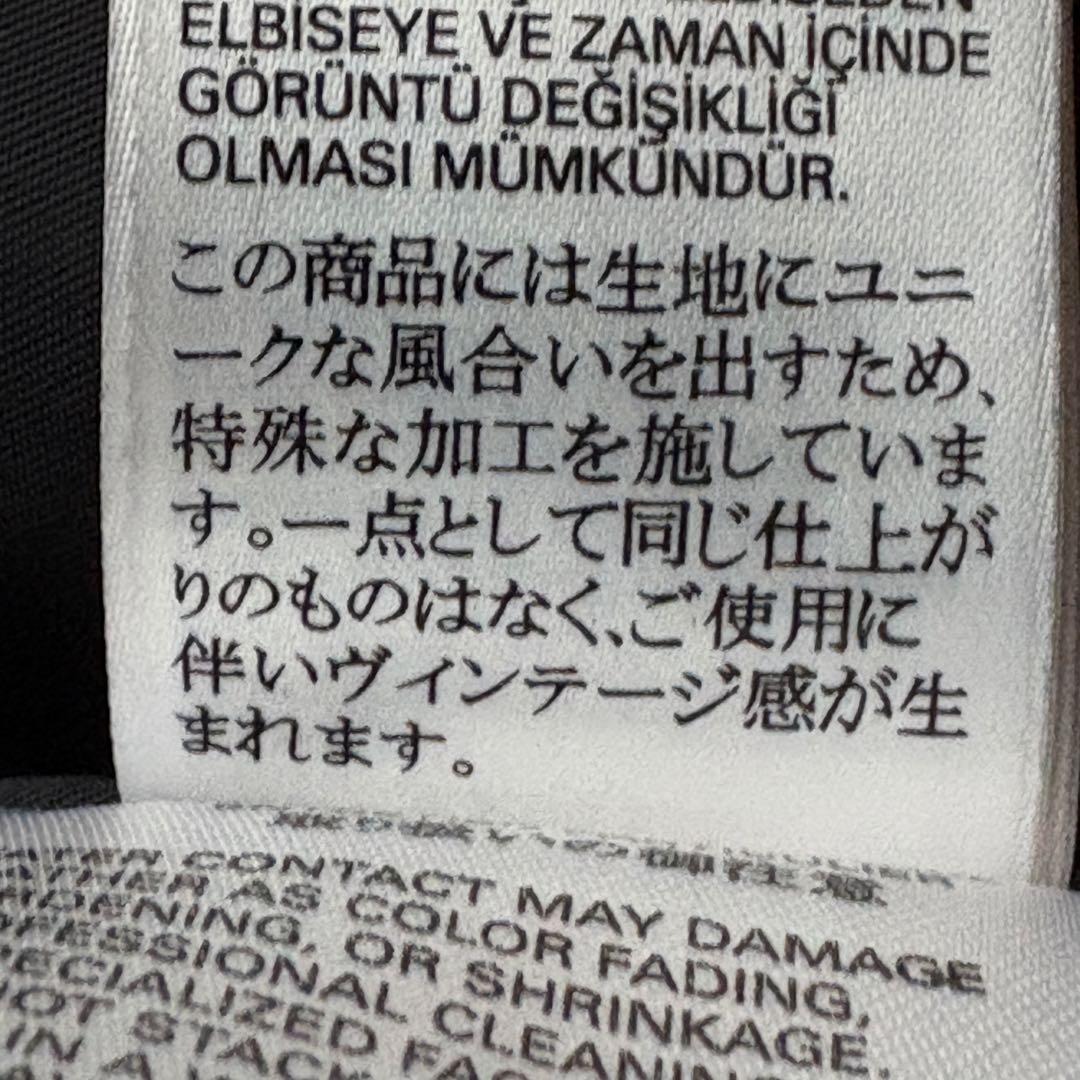 ELBİSEYE VE ZAMAN İÇİNDE
GÖRÜNTÜ DEĞİŞİKLİĞİ
OLMASI MÜMKÜNDÜR.
この商品には生地にユニ
ークな風合いを出すため、
特殊な加工を施していま
す。一点として同じ仕上が
りのものはなく、ご使用に
伴いヴィンテージ感が生
まれます。
CONTACT MAY DAMAGE
AS COLOR FADING,
OR SHRINKAGE.
CLEANING